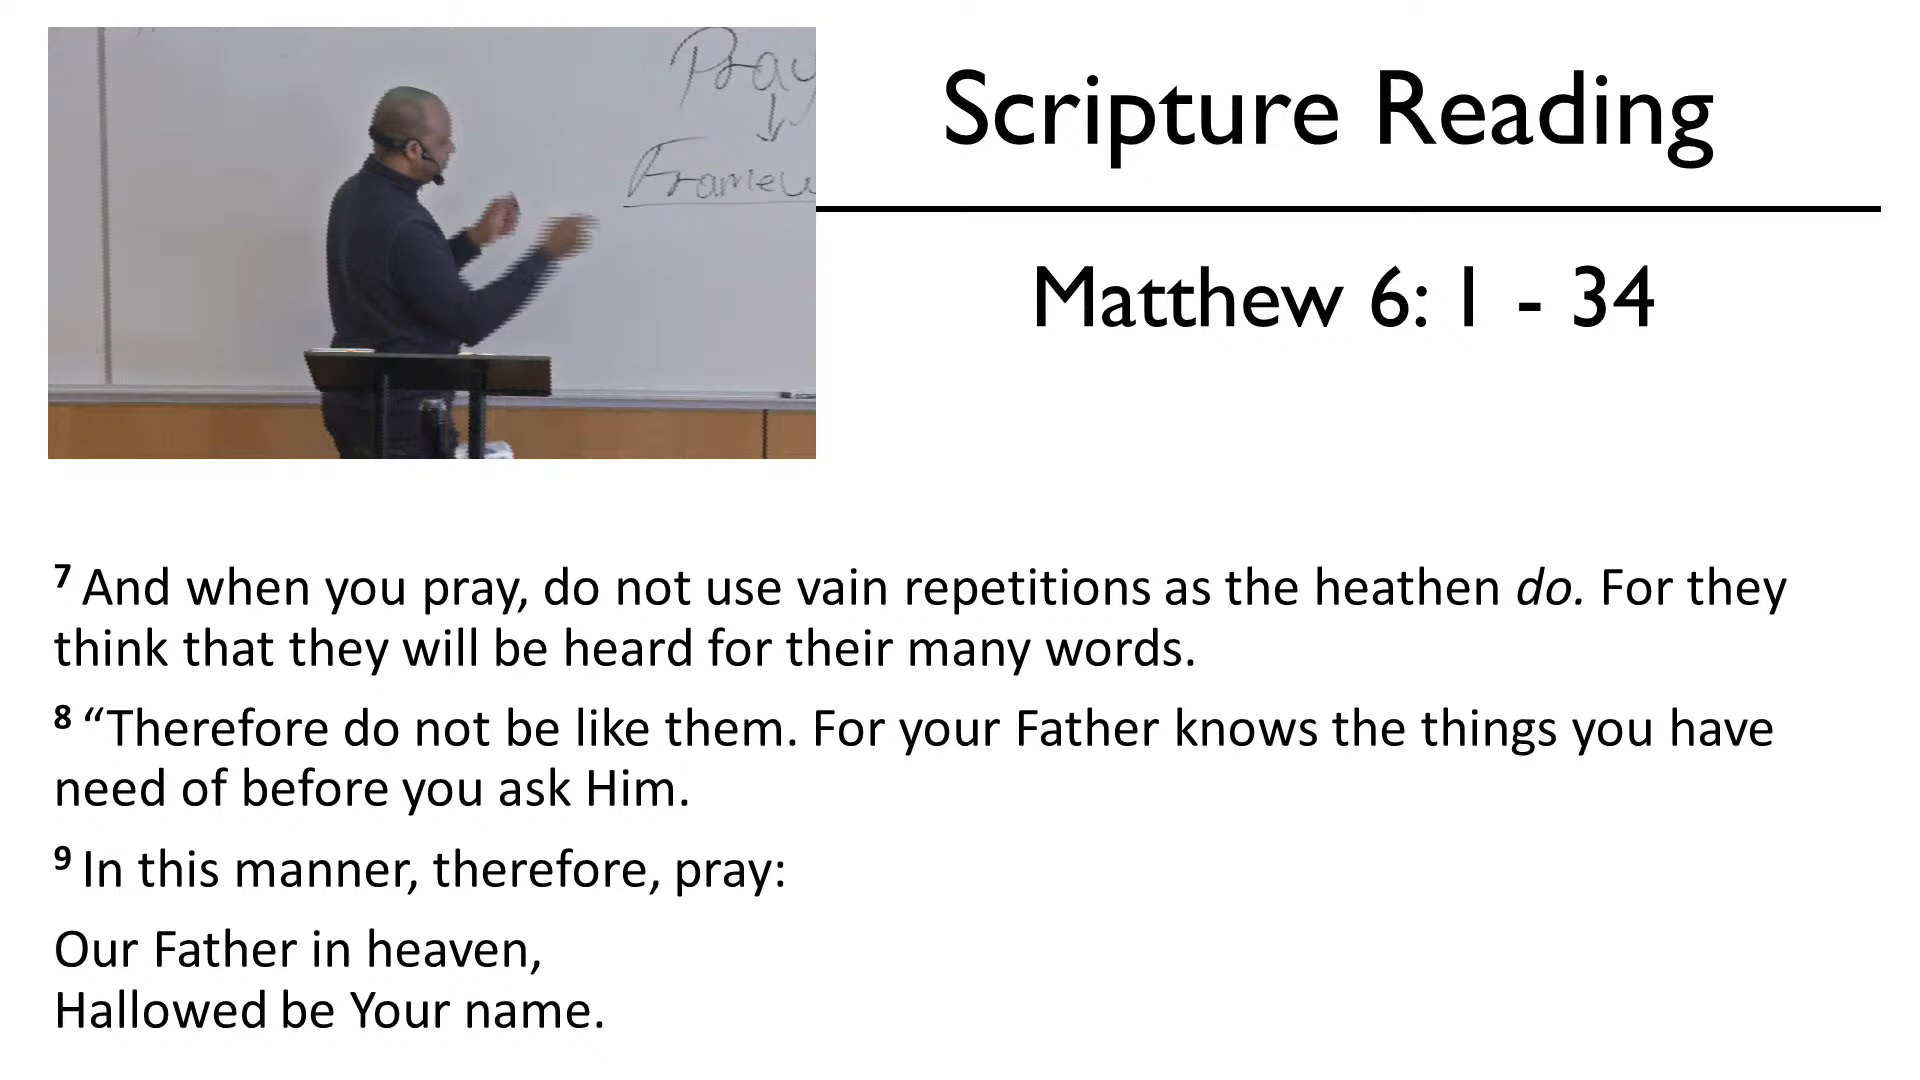 Scripture Reading
Matthew 6: 1 - 34
Pray
7 And when you pray, do not use vain repetitions as the heathen do. For they
think that they will be heard for their many words.
8 “Therefore do not be like them. For your Father knows the things you have
need of before you ask Him.
9 In this manner, therefore, pray:
Our Father in heaven,
Hallowed be Your name.